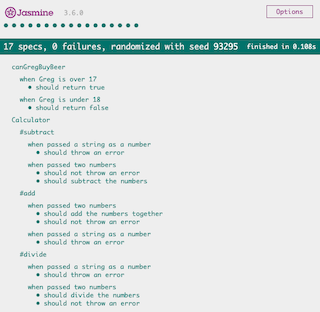 Jasmine 3.6.0 Options
17 specs, 0 failures, randomized with seed 93295 finished in 0.108s
canGregBuyBeer
when Greg is over 17
• should return true
when Greg is under 18
• should return false
Calculator
#subtract
when passed a string as a number
• should throw an error
when passed two numbers
• should not throw an error
• should subtract the numbers
#add
when passed two numbers
• should add the numbers together
• should not throw an error
when passed a string as a number
• should throw an error
#divide
when passed a string as a number
• should throw an error
when passed two numbers
• should divide the numbers
• should not throw an error